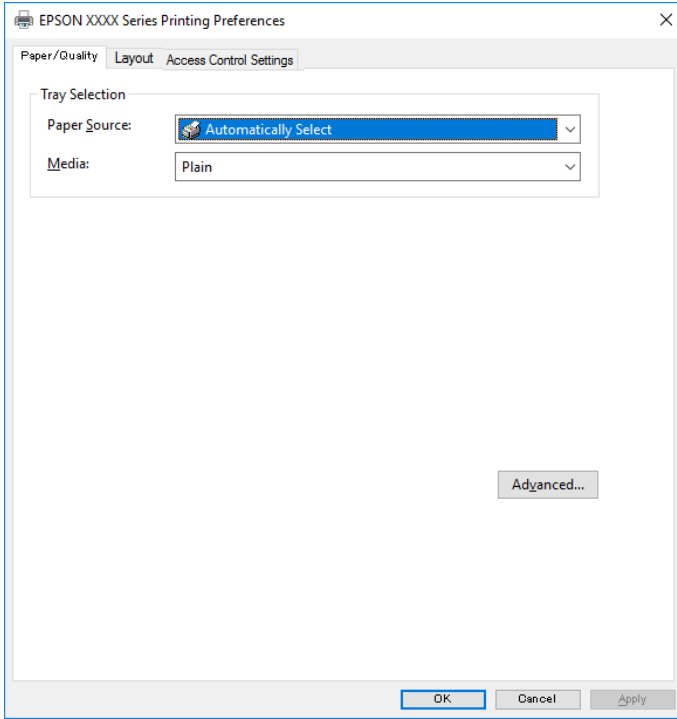 EPSON XXXX Series Printing Preferences
Paper/Quality Layout Access Control Settings
Tray Selection
Paper Source: Automatically Select
Media: Plain
Advanced...
OK Cancel Apply